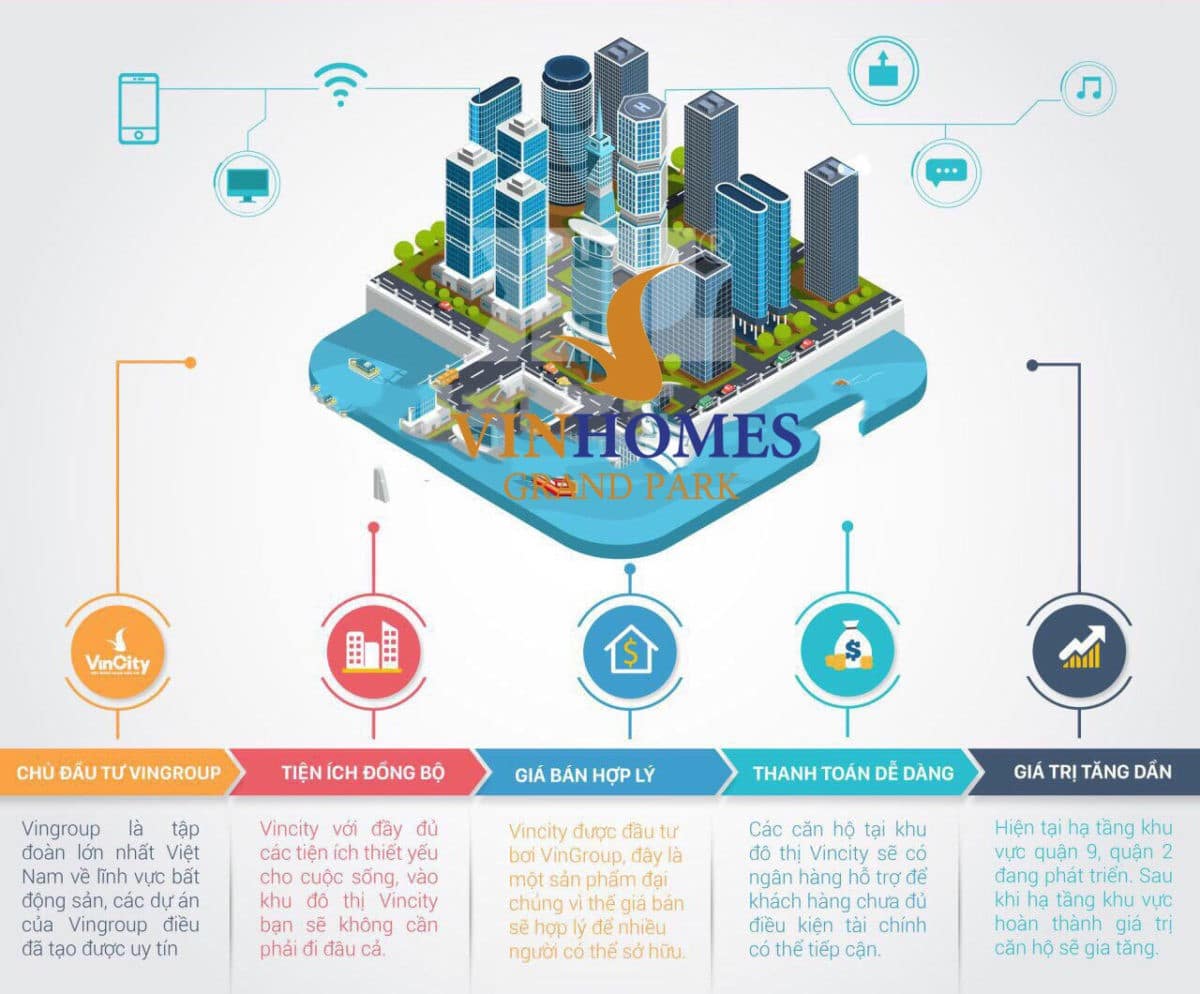 VINHOMES
GRAND PARK
VinCity
CHỦ ĐẦU TƯ VINGROUP
TIỆN ÍCH ĐỒNG BỘ
GIÁ BÁN HỢP LÝ
THANH TOÁN DỄ DÀNG
GIÁ TRỊ TĂNG DẦN
Vingroup là tập
đoàn lớn nhất Việt
Nam về lĩnh vực bất
động sản, các dự án
của Vingroup điều
đã tạo được uy tín
Vincity với đầy đủ
các tiện ích thiết yếu
cho cuộc sống, vào
khu đô thị Vincity
bạn sẽ không cần
phải đi đâu cả.
Vincity được đầu tư
bơi VinGroup, đây là
một sản phẩm đại
chúng vì thế giá bán
sẽ hợp lý để nhiều
người có thể sở hữu.
Các căn hộ tại khu
đô thị Vincity sẽ có
ngân hàng hỗ trợ để
khách hàng chưa đủ
điều kiện tài chính
có thể tiếp cận.
Hiện tại hạ tầng khu
vực quận 9, quận 2
đang phát triển. Sau
khi hạ tầng khu vực
hoàn thành giá trị
căn hộ sẽ gia tăng.